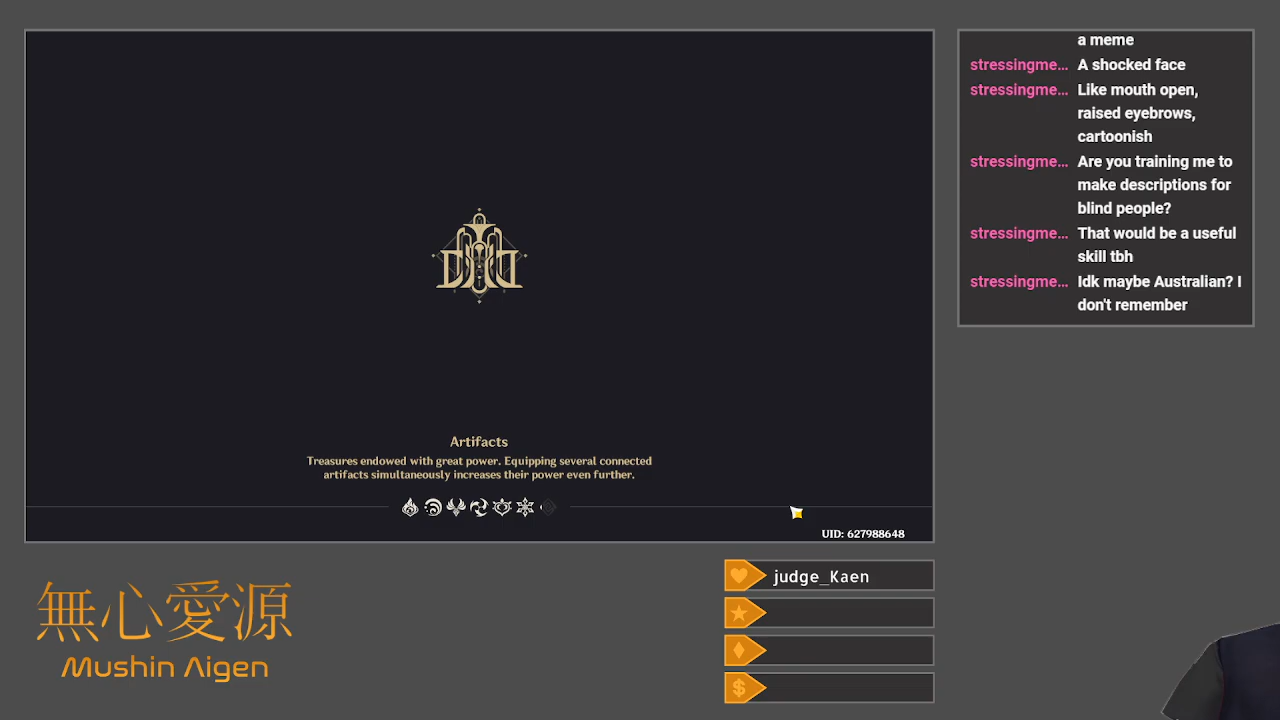 a meme
stressingme... A shocked face
stressingme... Like mouth open,
raised eyebrows,
cartoonish
stressingme... Are you training me to
make descriptions for
blind people?
stressingme... That would be a useful
skill tbh
stressingme... Idk maybe Australian? I
don't remember
Artifacts
Treasures endowed with great power. Equipping several connected
artifacts simultaneously increases their power even further.
UID: 627988648
judge_Kaen
無心愛源
Mushin Aigen
$